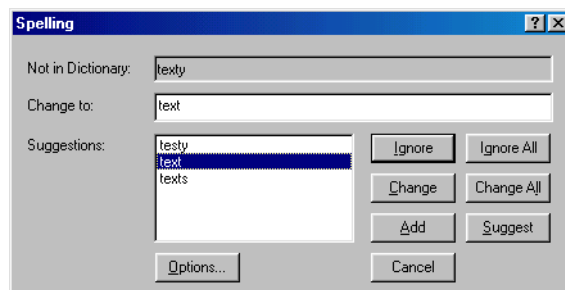 Spelling
Not in Dictionary: texty
Change to: text
Suggestions: testy
text
texts
Ignore Ignore All
Change Change All
Add Suggest
Options... Cancel